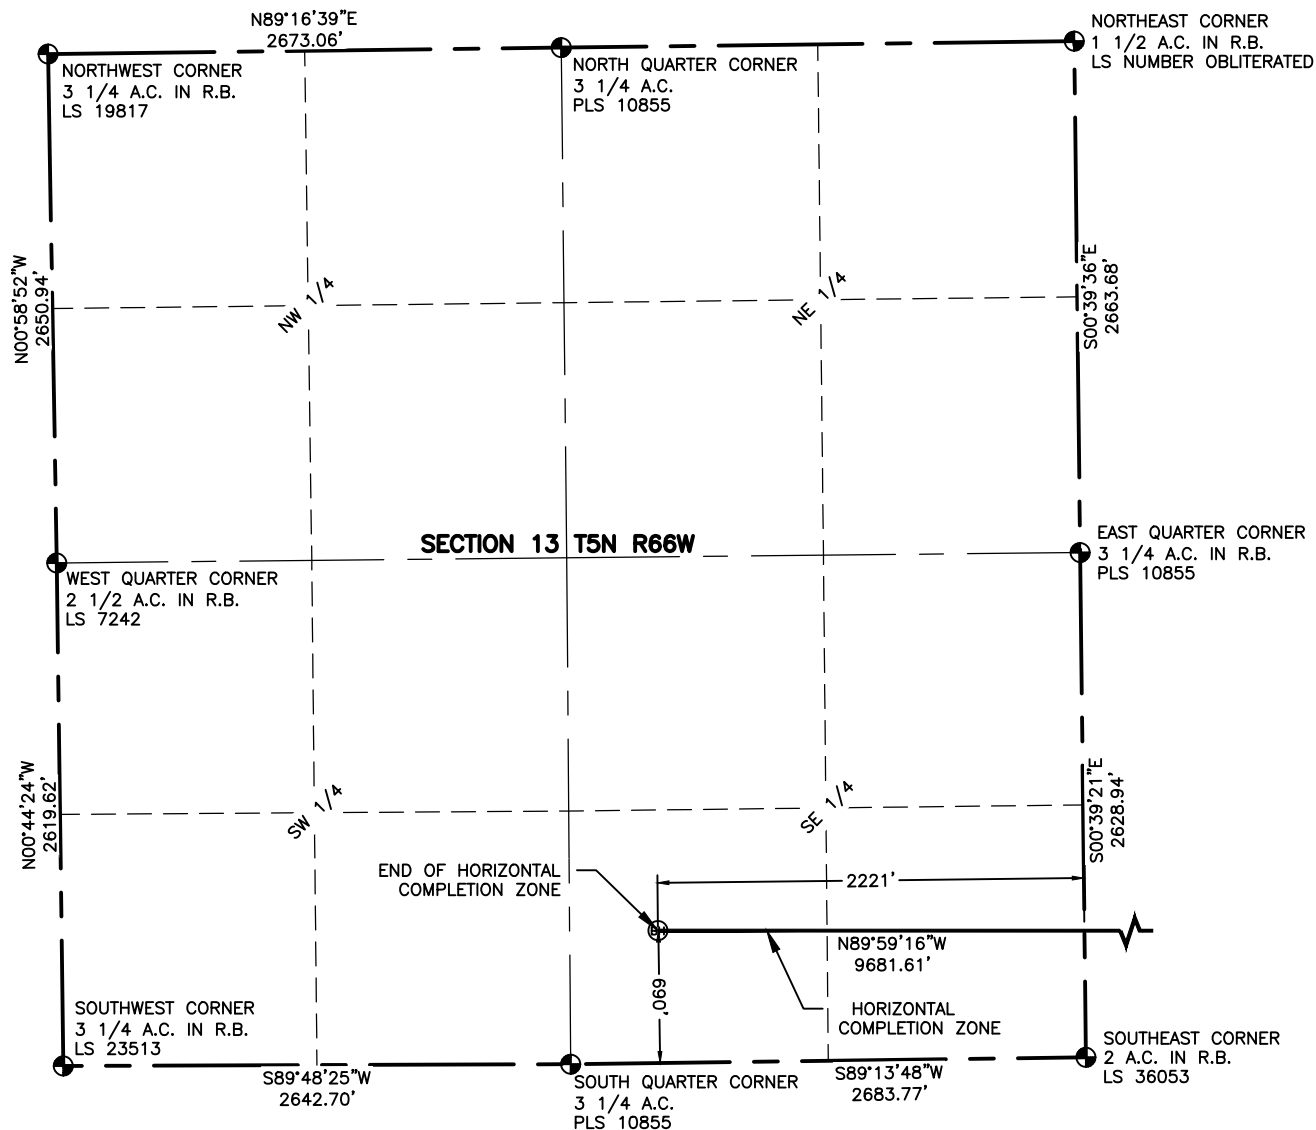 N89°16'39"E
2673.06'
NORTHWEST CORNER
3 1/4 A.C. IN R.B.
LS 19817
NORTH QUARTER CORNER
3 1/4 A.C.
PLS 10855
NORTHEAST CORNER
1 1/2 A.C. IN R.B.
LS NUMBER OBLITERATED
N00°58'52"W
2650.94'
NW 1/4
NE 1/4
S00°39'36"E
2663.68'
SECTION 13 T5N R66W
WEST QUARTER CORNER
2 1/2 A.C. IN R.B.
LS 7242
EAST QUARTER CORNER
3 1/4 A.C. IN R.B.
PLS 10855
N00°44'24"W
2619.62'
SW 1/4
SE 1/4
S00°39'21"E
2628.94'
END OF HORIZONTAL
COMPLETION ZONE
2221'
BH
N89°59'16"W
9681.61'
690'
HORIZONTAL
COMPLETION ZONE
SOUTHWEST CORNER
3 1/4 A.C. IN R.B.
LS 23513
S89°48'25"W
2642.70'
SOUTH QUARTER CORNER
3 1/4 A.C.
PLS 10855
S89°13'48"W
2683.77'
SOUTHEAST CORNER
2 A.C. IN R.B.
LS 36053